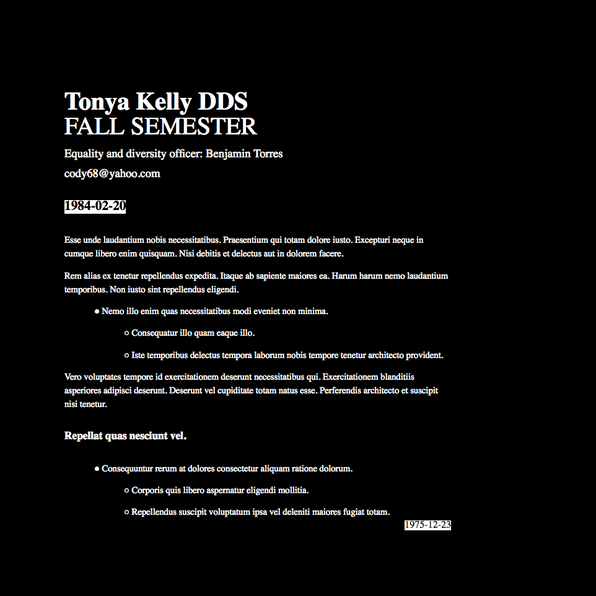 Tonya Kelly DDS
FALL SEMESTER
Equality and diversity officer: Benjamin Torres
cody68@yahoo.com
1984-02-20
Esse unde laudantium nobis necessitatibus. Praesentium qui totam dolore iusto. Excepturi neque in
cumque libero enim quisquam. Nisi debitis et delectus aut in dolorem facere.
Rem alias ex tenetur repellendus expedita. Itaque ab sapiente maiores ea. Harum harum nemo laudantium
temporibus. Non iusto sint repellendus eligendi.
Nemo illo enim quas necessitatibus modi eveniet non minima.
Consequatur illo quam eaque illo.
Iste temporibus delectus tempora laborum nobis tempore tenetur architecto provident.
Vero voluptates tempore id exercitationem deserunt necessitatibus qui. Exercitationem blanditiis
asperiores adipisci deserunt. Deserunt vel cupiditate totam natus esse. Perferendis architecto et suscipit
nisi tenetur.
Repellat quas nesciunt vel.
Consequuntur rerum at dolores consectetur aliquam ratione dolorum.
Corporis quis libero aspernatur eligendi mollitia.
Repellendus suscipit voluptatum ipsa vel deleniti maiores fugiat totam.
1975-12-23